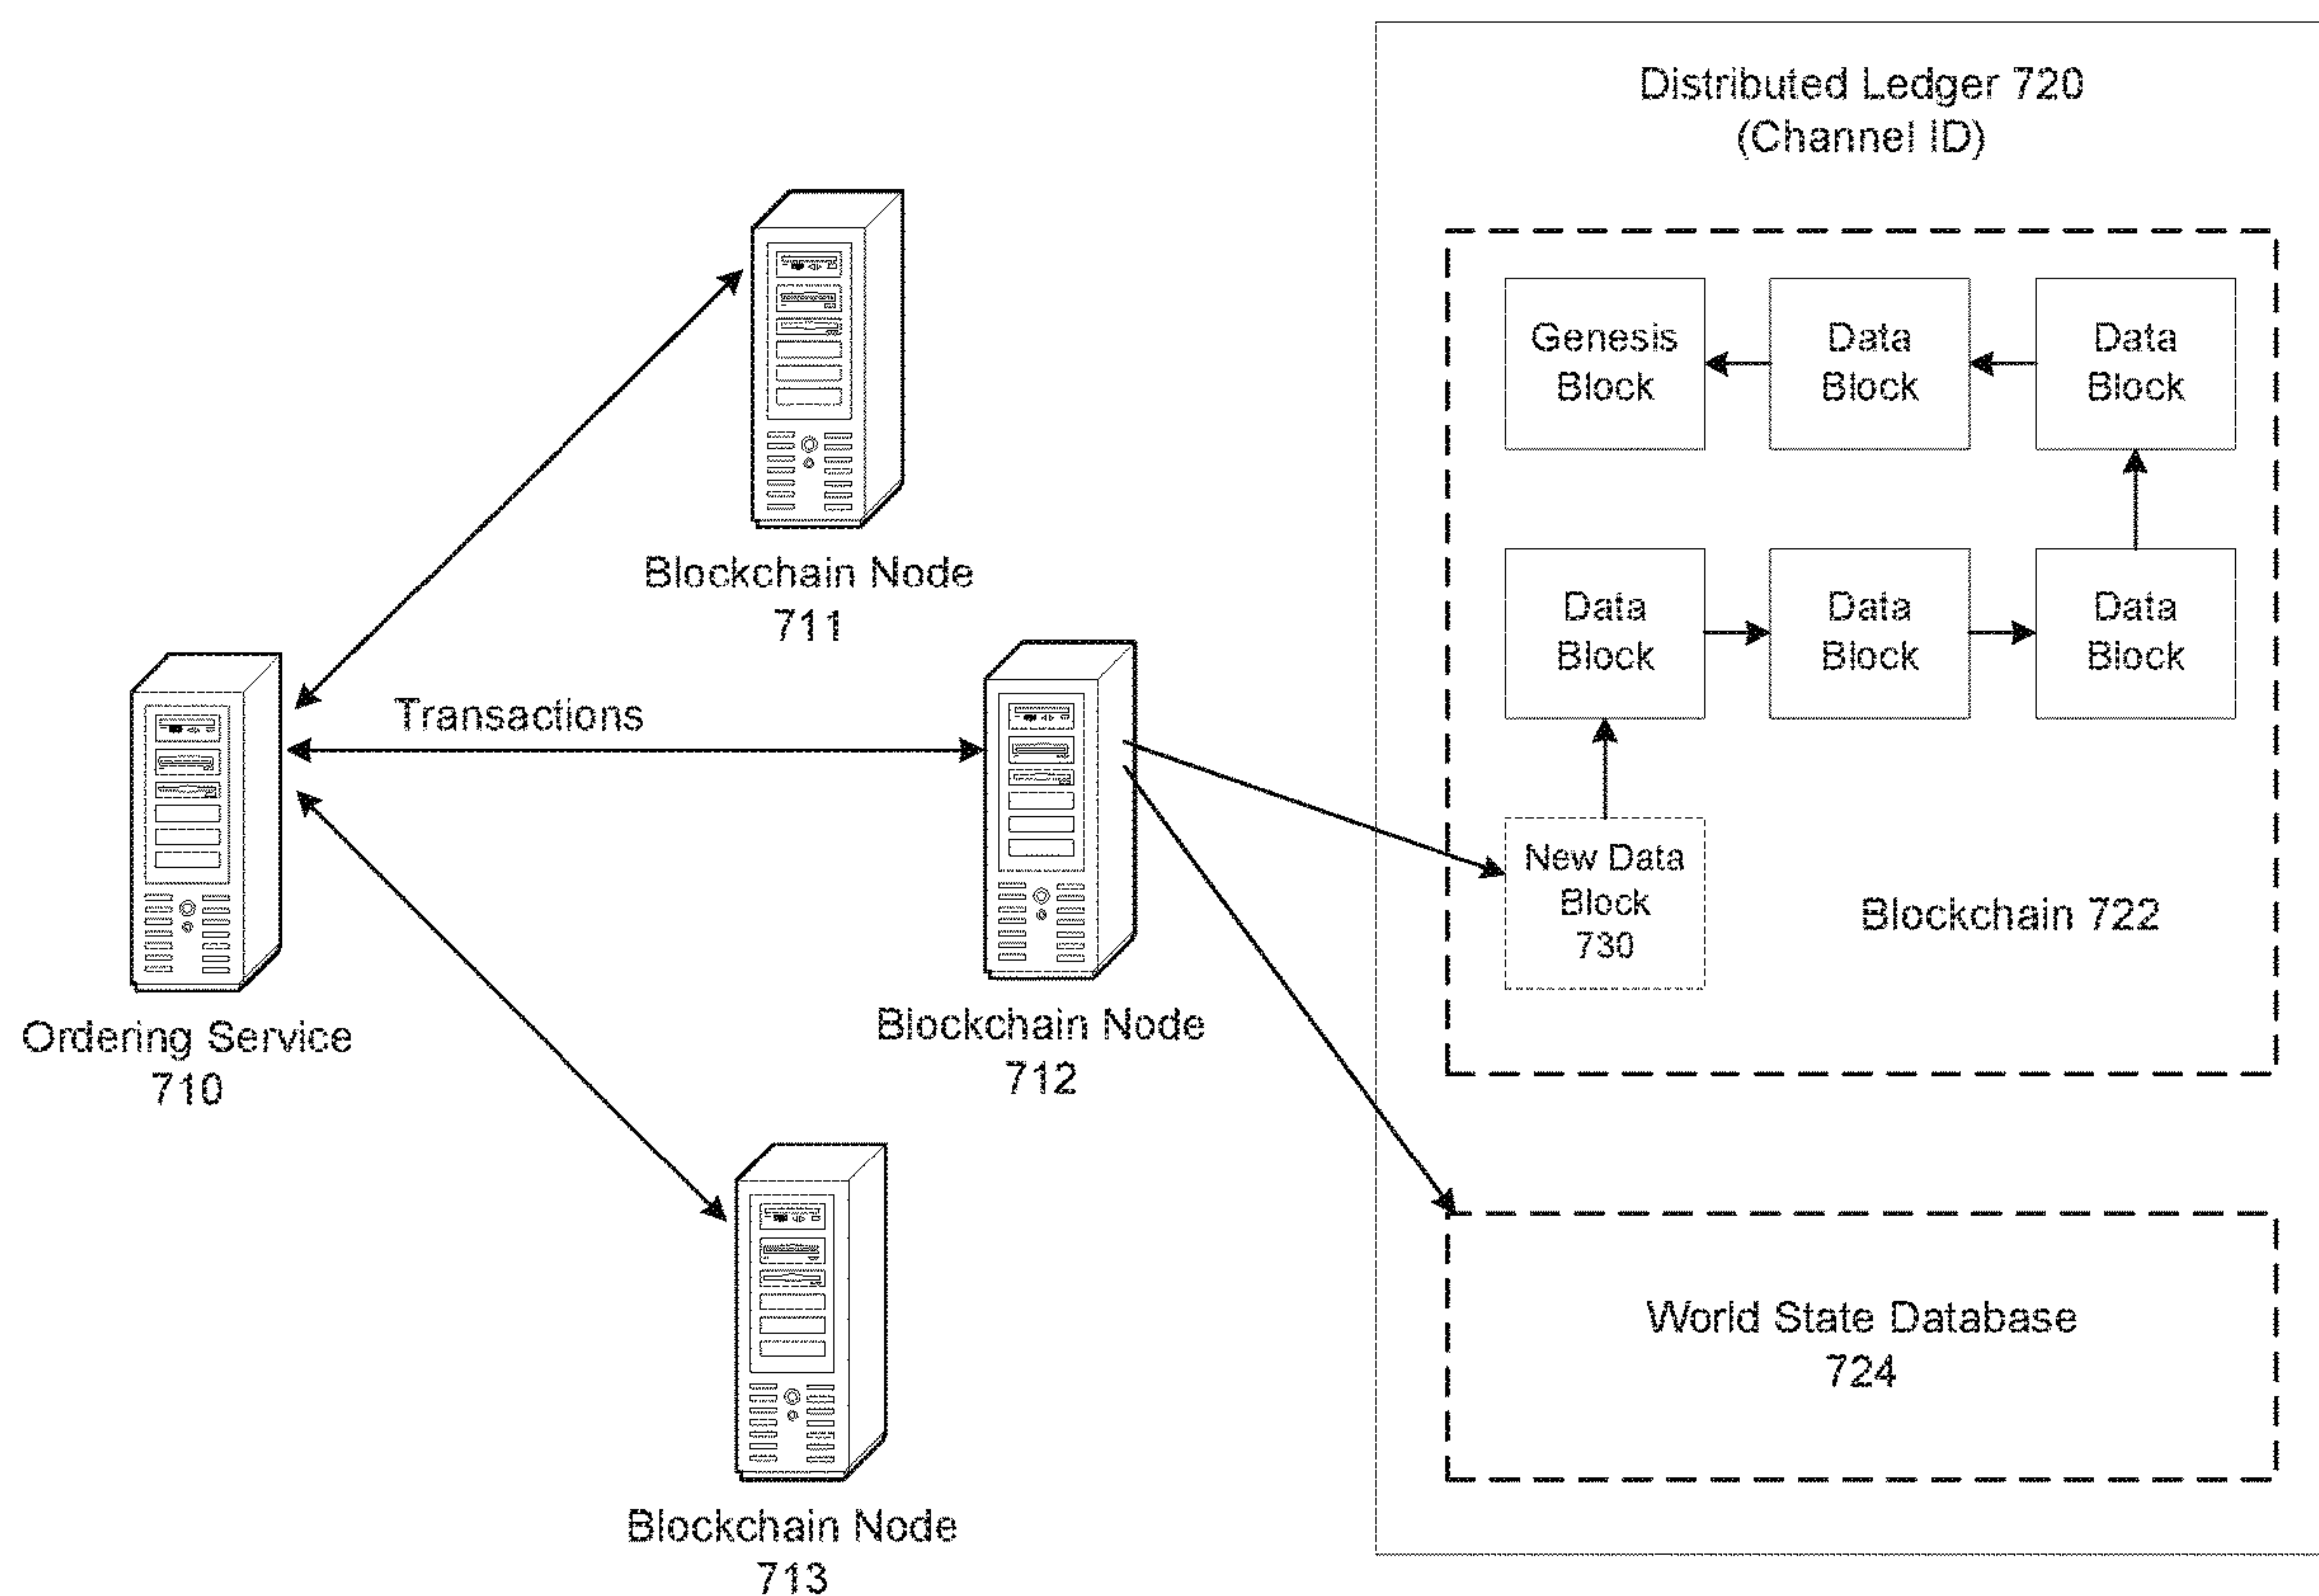 Distributed Ledger 720
(Channel ID)
Genesis
Block
Data
Block
Data
Block
Blockchain Node
711
Data
Block
Data
Block
Data
Block
Transactions
New Data
Block
730
Blockchain 722
Ordering Service
710
Blockchain Node
712
World State Database
724
Blockchain Node
713